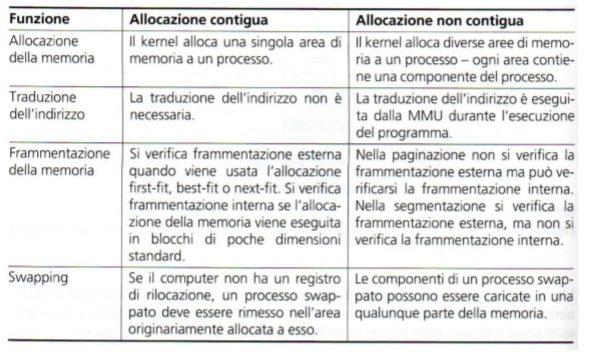 Funzione Allocazione contigua Allocazione non contigua
Allocazione
della memoria
Il kernel alloca una singola area di
memoria a un processo.
Il kernel alloca diverse aree di memo-
ria a un processo – ogni area contie-
ne una componente del processo.
Traduzione
dell'indirizzo
La traduzione dell'indirizzo non è
necessaria.
La traduzione dell'indirizzo è esegui-
ta dalla MMU durante l'esecuzione
del programma.
Frammentazione
della memoria
Si verifica frammentazione esterna
quando viene usata l'allocazione
first-fit, best-fit o next-fit. Si verifica
frammentazione interna se l'alloca-
zione della memoria viene eseguita
in blocchi di poche dimensioni
standard.
Nella paginazione non si verifica la
frammentazione esterna ma può ve-
rificarsi la frammentazione interna.
Nella segmentazione si verifica la
frammentazione esterna, ma non si
verifica la frammentazione interna.
Swapping
Se il computer non ha un registro
di rilocazione, un processo swap-
pato deve essere rimesso nell'area
originariamente allocata a esso.
Le componenti di un processo swap-
pato possono essere caricate in una
qualunque parte della memoria.